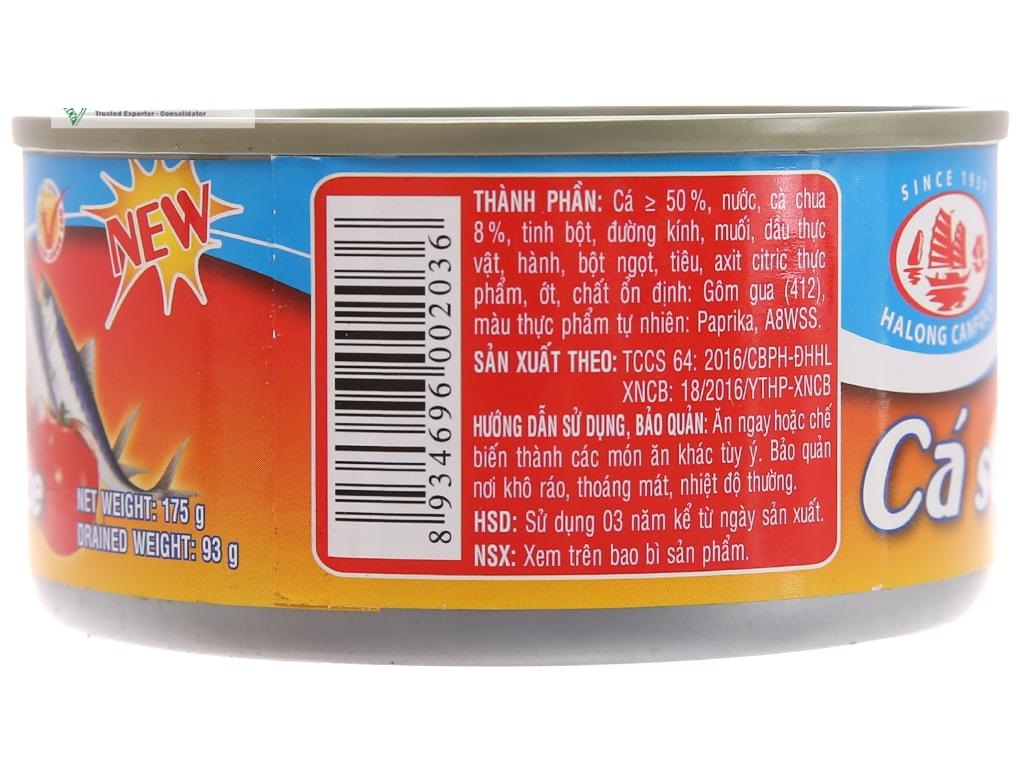 Trusted Exporter - Consolidator
NEW
NET WEIGHT: 175 g
DRAINED WEIGHT: 93 g
8934696002036
THÀNH PHẦN: Cá ≥ 50 %, nước, cà chua
8 %, tinh bột, đường kính, muối, dầu thực
vật, hành, bột ngọt, tiêu, axit citric thực
phẩm, ớt, chất ổn định: Gôm gua (412),
màu thực phẩm tự nhiên: Paprika, A8WSS.
SẢN XUẤT THEO: TCCS 64: 2016/CBPH-ĐHHL
XNCB: 18/2016/YTHP-XNCB
HƯỚNG DẪN SỬ DỤNG, BẢO QUẢN: Ăn ngay hoặc chế
biến thành các món ăn khác tùy ý. Bảo quản
nơi khô ráo, thoáng mát, nhiệt độ thường.
HSD: Sử dụng 03 năm kể từ ngày sản xuất.
NSX: Xem trên bao bì sản phẩm.
SINCE 1957
HALONG
Cá